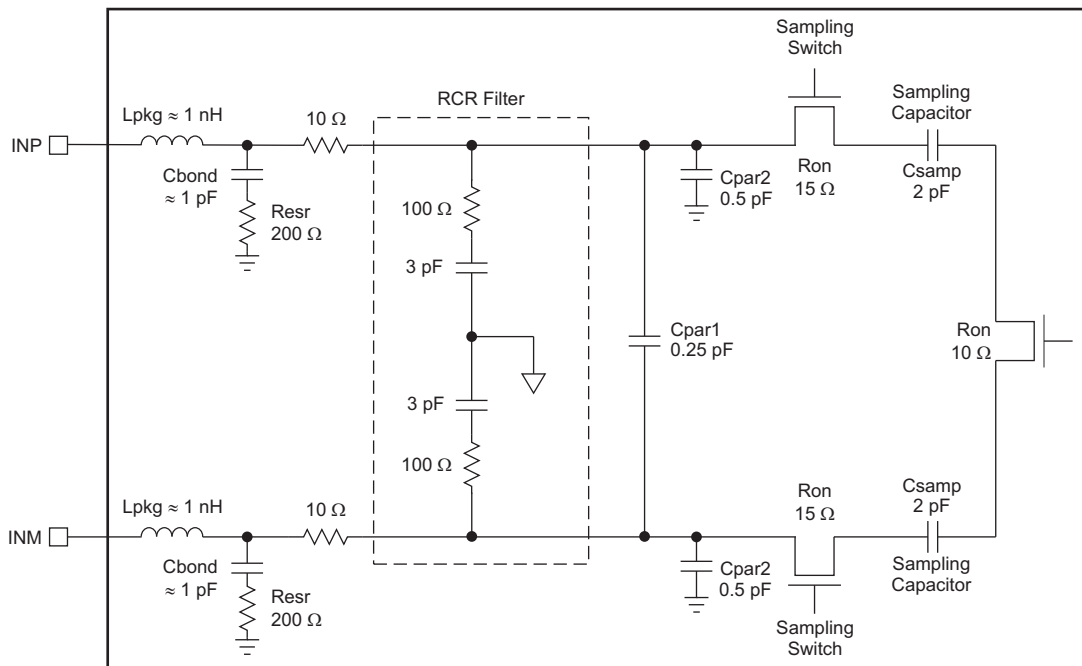 Sampling
Switch
Lpkg ≈ 1 nH
10 Ω
RCR Filter
Sampling
Capacitor
INP
Cbond
≈ 1 pF
Resr
200 Ω
100 Ω
3 pF
Cpar2
0.5 pF
Ron
15 Ω
Csamp
2 pF
Cpar1
0.25 pF
Ron
10 Ω
3 pF
100 Ω
Lpkg ≈ 1 nH
10 Ω
Ron
15 Ω
Csamp
2 pF
INM
Cbond
≈ 1 pF
Resr
200 Ω
Cpar2
0.5 pF
Sampling
Capacitor
Sampling
Switch